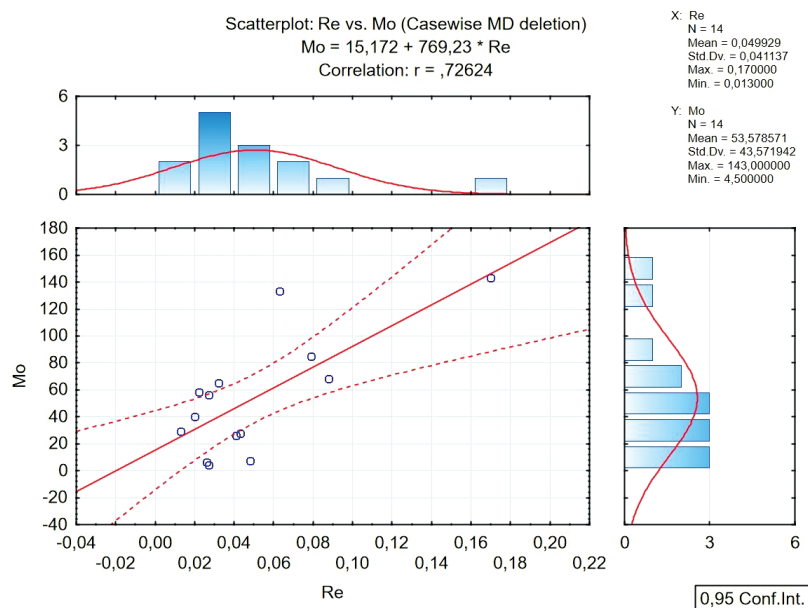 Scatterplot: Re vs. Mo (Casewise MD deletion)
Mo = 15,172 + 769,23 * Re
Correlation: r = ,72624
X: Re
N = 14
Mean = 0,049929
Std.Dv. = 0,041137
Max. = 0,170000
Min. = 0,013000
Y: Mo
N = 14
Mean = 53,578571
Std.Dv. = 43,571942
Max. = 143,000000
Min. = 4,500000
6
3
0
180
160
140
120
100
80
60
40
20
0
-20
-40
Mo
-0,04 0,00 0,04 0,08 0,12 0,16 0,20
-0,02 0,02 0,06 0,10 0,14 0,18 0,22
Re
0 3 6
0,95 Conf.Int.